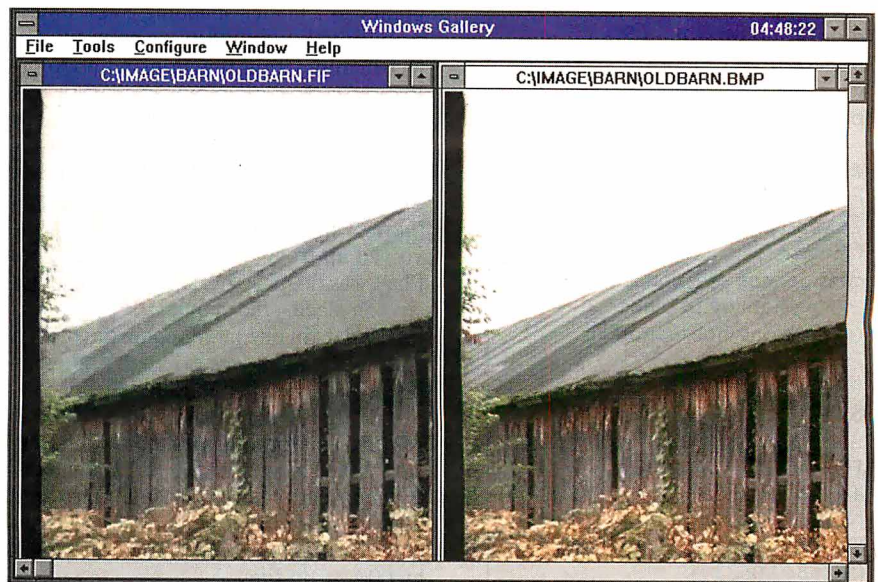 Windows Gallery 04:48:22
File Tools Configure Window Help
C:\IMAGE\BARN\OLDBARN.FIF C:\IMAGE\BARN\OLDBARN.BMP